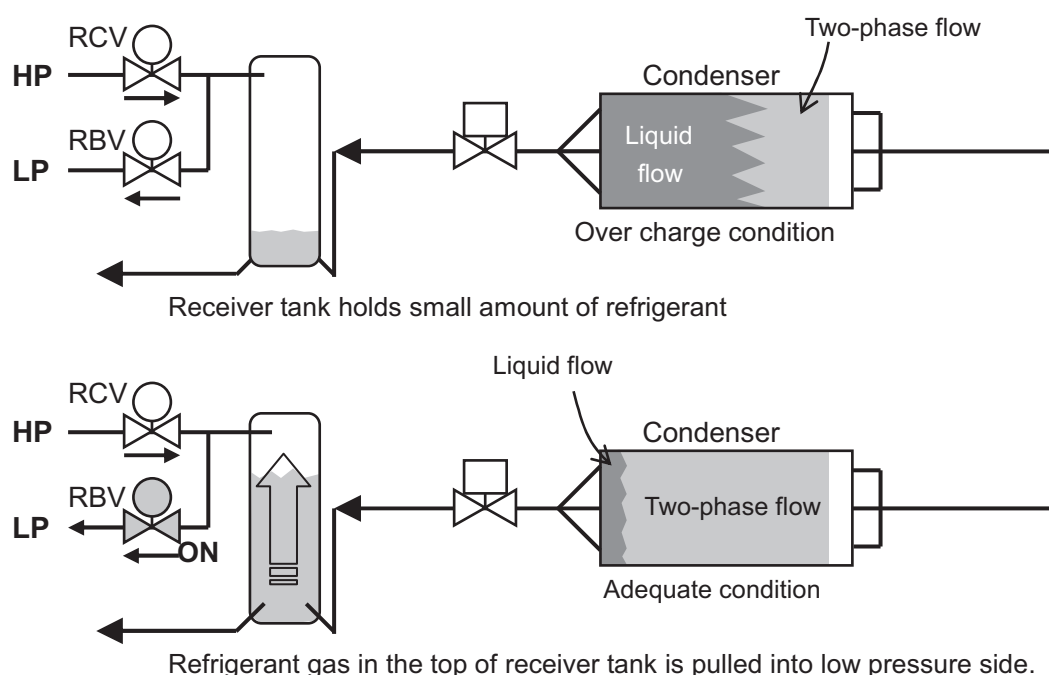 Two-phase flow
RCV
Condenser
HP
Liquid
flow
RBV
LP
Over charge condition
Receiver tank holds small amount of refrigerant
Liquid flow
RCV
Condenser
HP
RBV
Two-phase flow
LP
ON
Adequate condition
Refrigerant gas in the top of receiver tank is pulled into low pressure side.